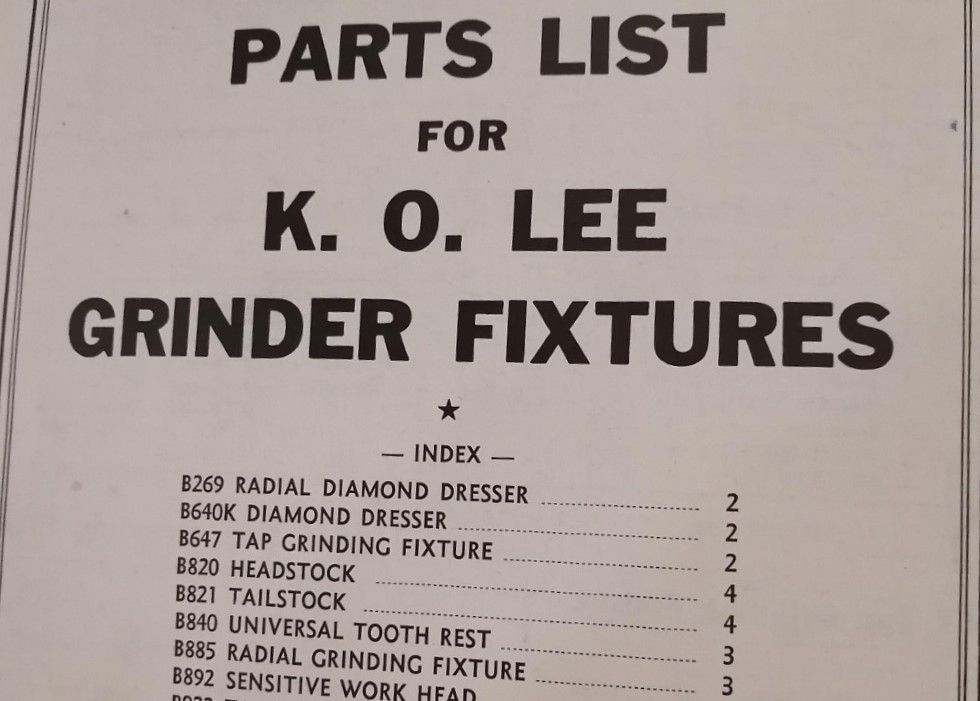 PARTS LIST
FOR
K. O. LEE
GRINDER FIXTURES
★
— INDEX —
B269 RADIAL DIAMOND DRESSER 2
B640K DIAMOND DRESSER 2
B647 TAP GRINDING FIXTURE 2
B820 HEADSTOCK 4
B821 TAILSTOCK 4
B840 UNIVERSAL TOOTH REST 3
B885 RADIAL GRINDING FIXTURE 3
B892 SENSITIVE WORK HEAD